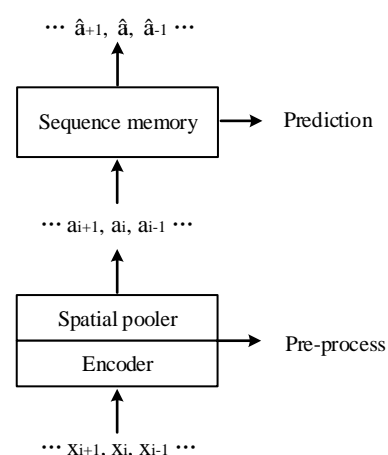 ··· â+1, â, â-1 ···
Sequence memory
Prediction
··· ai+1, ai, ai-1 ···
Spatial pooler
Pre-process
Encoder
··· xi+1, xi, xi-1 ···